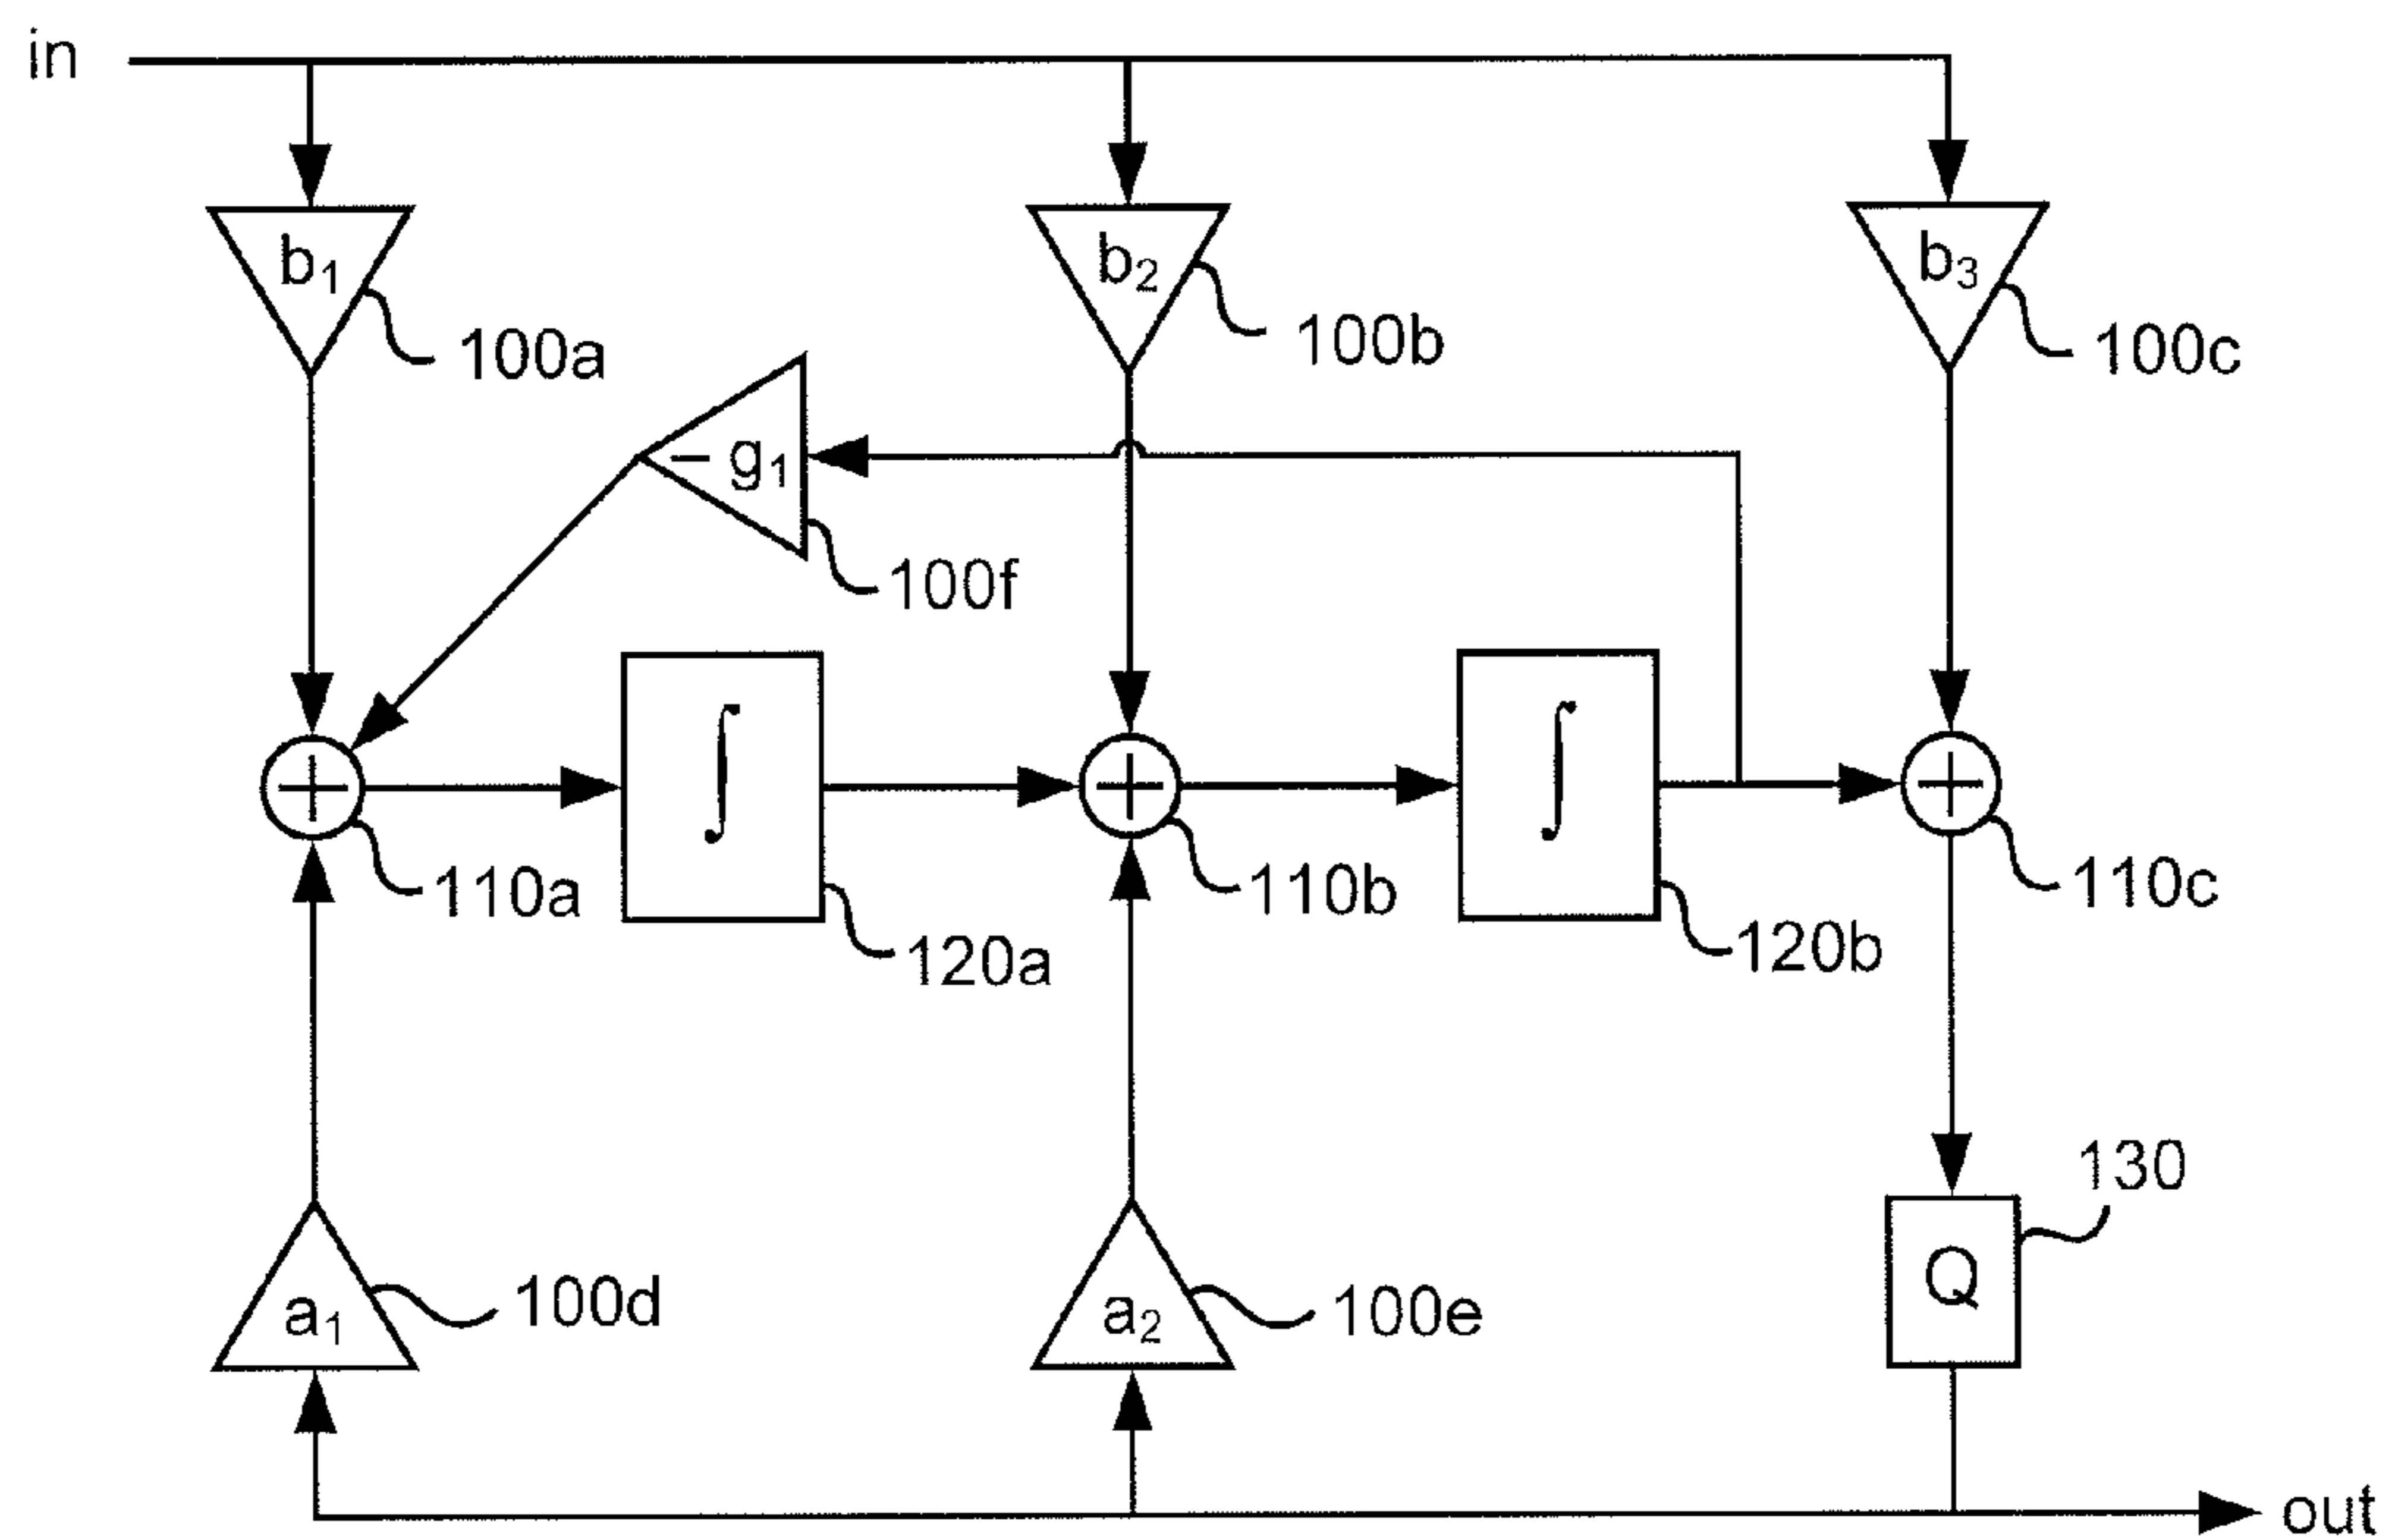 in
b₁
b₂
b₃
100a
100b
100c
– g₁
100f
∫
∫
110a
110b
110c
120a
120b
130
Q
a₁
100d
a₂
100e
out